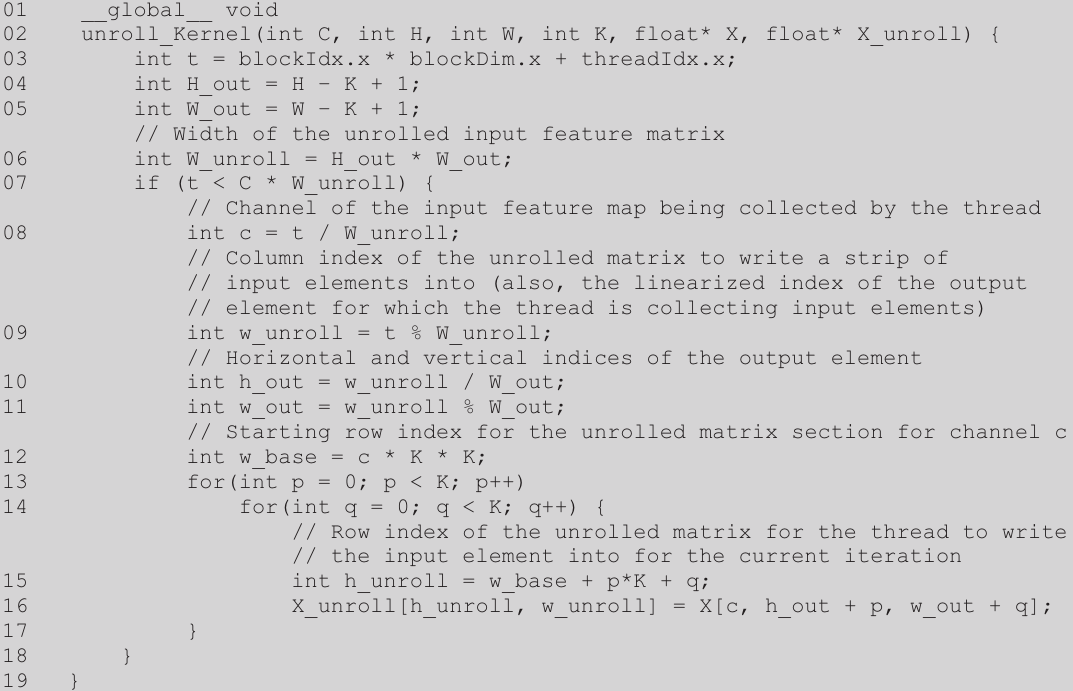 01    __global__ void
02    unroll_Kernel(int C, int H, int W, int K, float* X, float* X_unroll) {
03        int t = blockIdx.x * blockDim.x + threadIdx.x;
04        int H_out = H - K + 1;
05        int W_out = W - K + 1;
          // Width of the unrolled input feature matrix
06        int W_unroll = H_out * W_out;
07        if (t < C * W_unroll) {
              // Channel of the input feature map being collected by the thread
08            int c = t / W_unroll;
              // Column index of the unrolled matrix to write a strip of
              // input elements into (also, the linearized index of the output
              // element for which the thread is collecting input elements)
09            int w_unroll = t % W_unroll;
              // Horizontal and vertical indices of the output element
10            int h_out = w_unroll / W_out;
11            int w_out = w_unroll % W_out;
              // Starting row index for the unrolled matrix section for channel c
12            int w_base = c * K * K;
13            for(int p = 0; p < K; p++)
14                for(int q = 0; q < K; q++) {
                      // Row index of the unrolled matrix for the thread to write
                      // the input element into for the current iteration
15                    int h_unroll = w_base + p*K + q;
16                    X_unroll[h_unroll, w_unroll] = X[c, h_out + p, w_out + q];
17            }
18        }
19    }